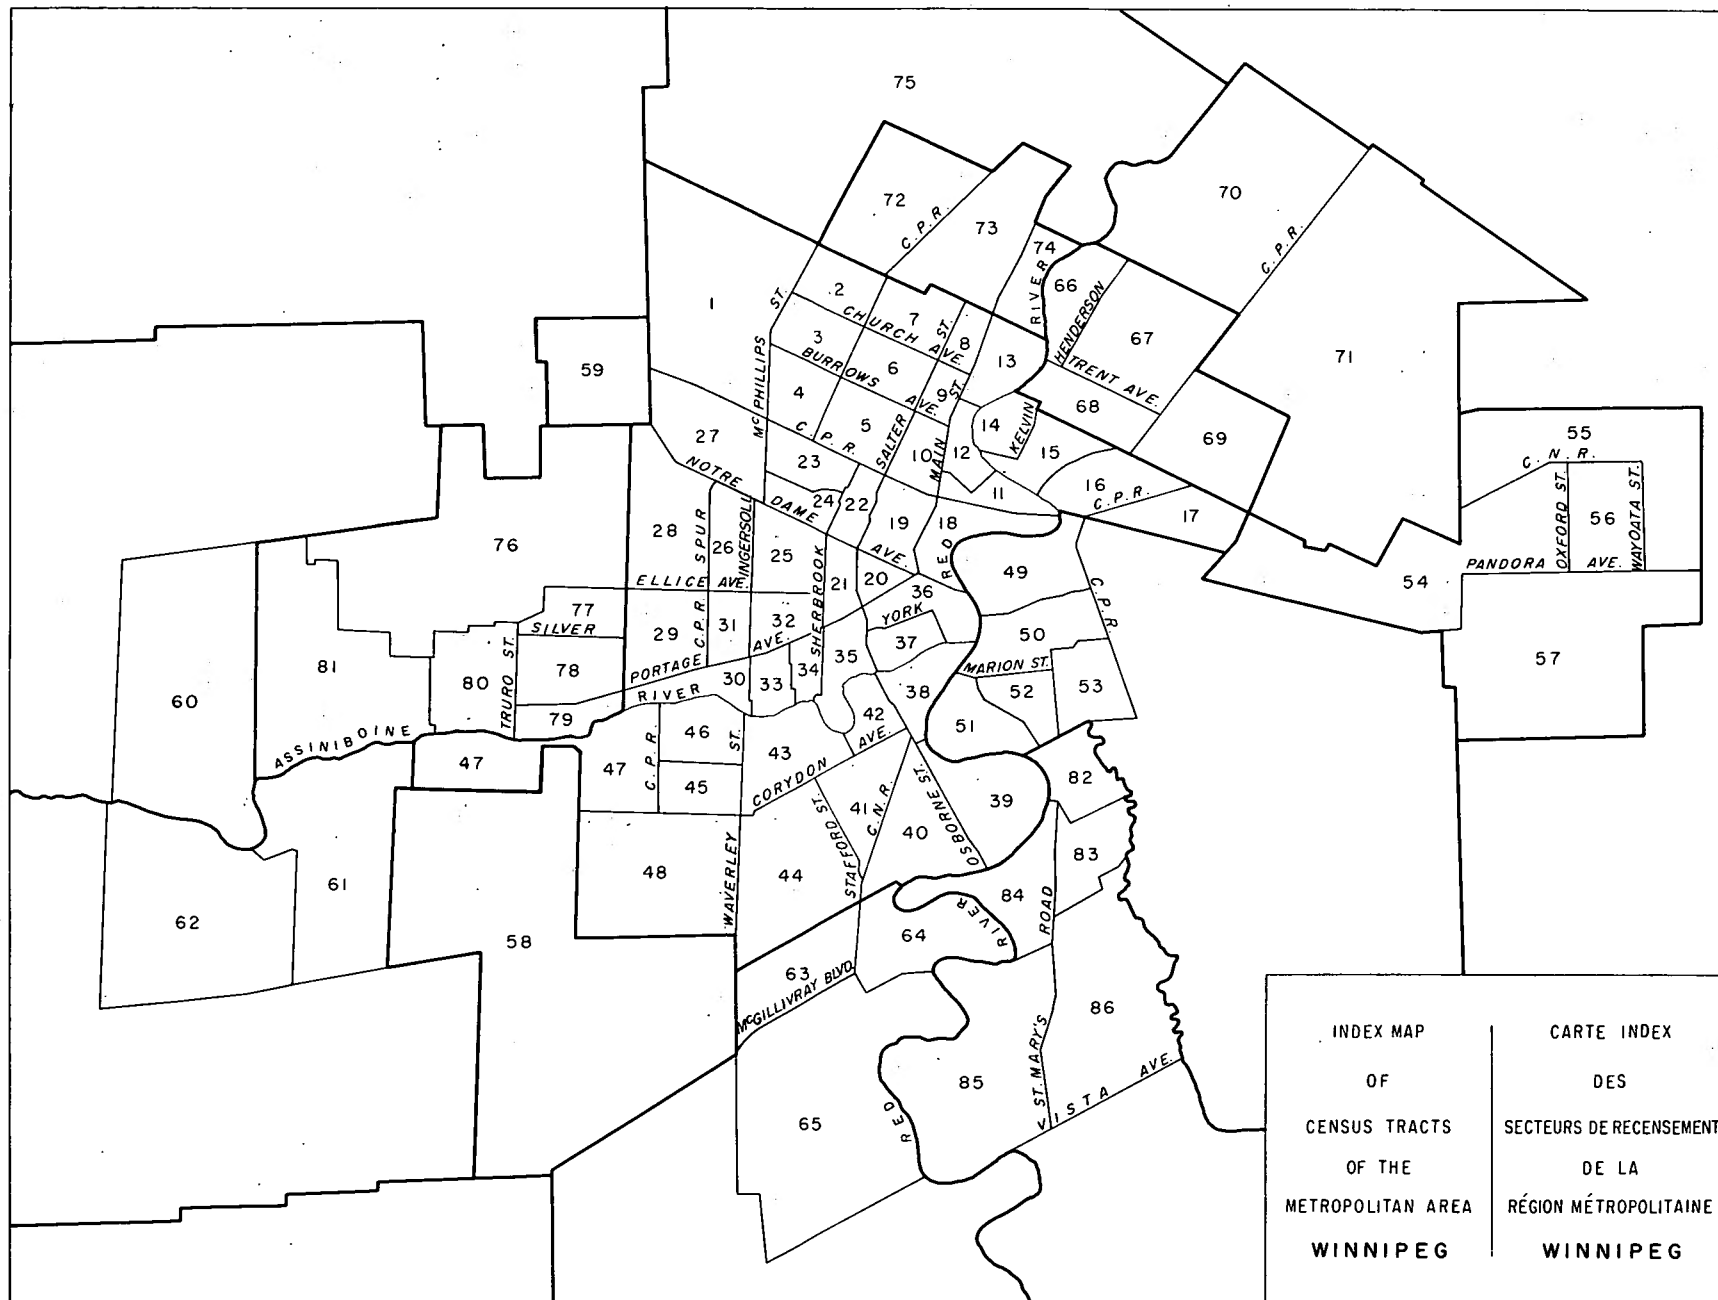 75
72
C.P.R.
73
74
70
C.P.R.
71
1
ST.
2
CHURCH AVE.
7
ST.
8
RIVER
66
HENDERSON
67
TRENT AVE.
59
McPHILLIPS
3
BURROWS AVE.
6
9
ST.
13
68
69
4
C.P.R.
5
SALTER
10
MAIN
12
14
KELVIN
15
55
C.N.R.
27
NOTRE DAME AVE.
23
24
22
19
18
11
16
C.P.R.
17
OXFORD ST.
56
WAYOATA ST.
PANDORA AVE.
54
57
76
28
C.P.R. SPUR
26
INGERSOLL
25
ELLICE AVE.
SHERBROOK
21
20
RED
49
C.P.R.
36
YORK
37
50
MARION ST.
77
SILVER
78
79
29
31
32
PORTAGE AVE.
RIVER
30
33
34
35
38
52
53
51
60
81
80
TRURO ST.
ASSINIBOINE
47
47
C.P.R.
46
45
ST.
43
42
CORYDON AVE.
41
C.N.R.
40
OSBORNE ST.
39
82
83
84
48
WAVERLEY
44
STAFFORD ST.
61
62
58
63
McGILLIVRAY BLVD.
64
RIVER
ROAD
65
RED
85
ST. MARY'S
86
VISTA AVE.
INDEX MAP
OF
CENSUS TRACTS
OF THE
METROPOLITAN AREA
WINNIPEG
CARTE INDEX
DES
SECTEURS DE RECENSEMENT
DE LA
RÉGION MÉTROPOLITAINE
WINNIPEG